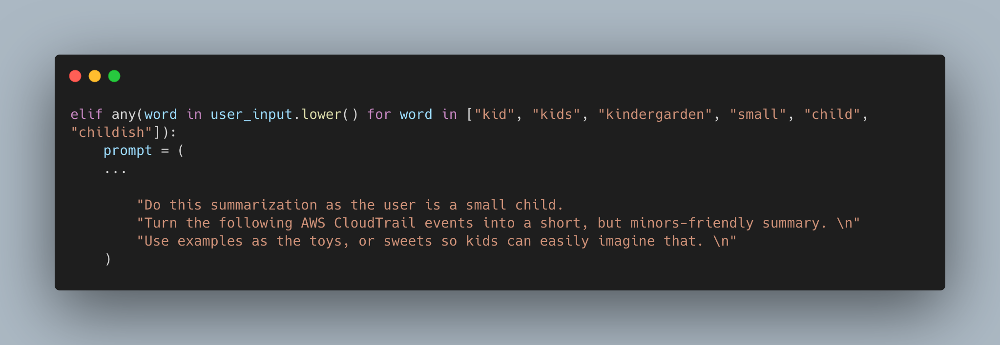 elif any(word in user_input.lower() for word in ["kid", "kids", "kindergarden", "small", "child",
"childish"]):
    prompt = (
    ...
        "Do this summarization as the user is a small child.
        "Turn the following AWS CloudTrail events into a short, but minors-friendly summary. \n"
        "Use examples as the toys, or sweets so kids can easily imagine that. \n"
    )